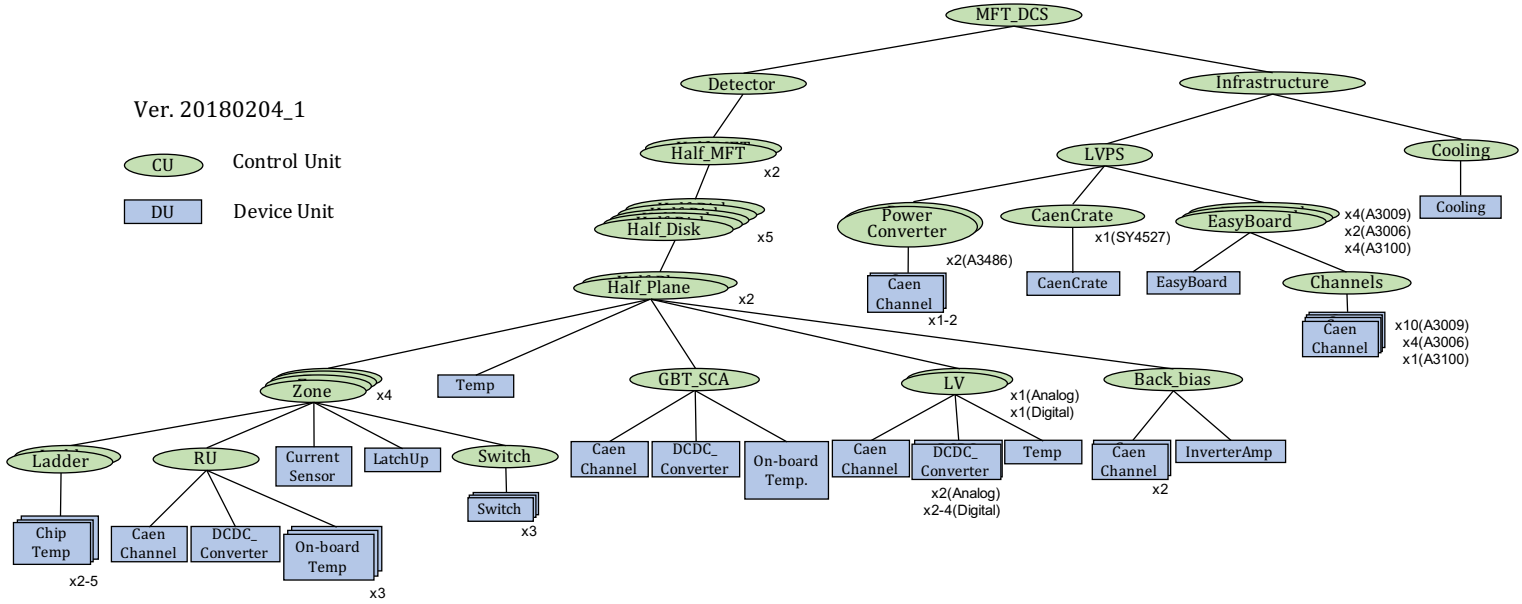 MFT_DCS
Detector
Infrastructure
Ver. 20180204_1
CU
Control Unit
DU
Device Unit
Half_MFT
x2
LVPS
Cooling
Cooling
Half_Disk
x5
Power
Converter
x2(A3486)
CaenCrate
x1(SY4527)
EasyBoard
x4(A3009)
x2(A3006)
x4(A3100)
Half_Plane
x2
Caen
Channel
x1-2
CaenCrate
EasyBoard
Channels
Caen
Channel
x10(A3009)
x4(A3006)
x1(A3100)
Zone
x4
Temp
GBT_SCA
LV
x1(Analog)
x1(Digital)
Back_bias
Ladder
RU
Current
Sensor
LatchUp
Switch
Caen
Channel
DCDC_
Converter
On-board
Temp.
Caen
Channel
DCDC_
Converter
x2(Analog)
x2-4(Digital)
Temp
Caen
Channel
x2
InverterAmp
Chip
Temp
x2-5
Caen
Channel
DCDC_
Converter
On-board
Temp
x3
Switch
x3